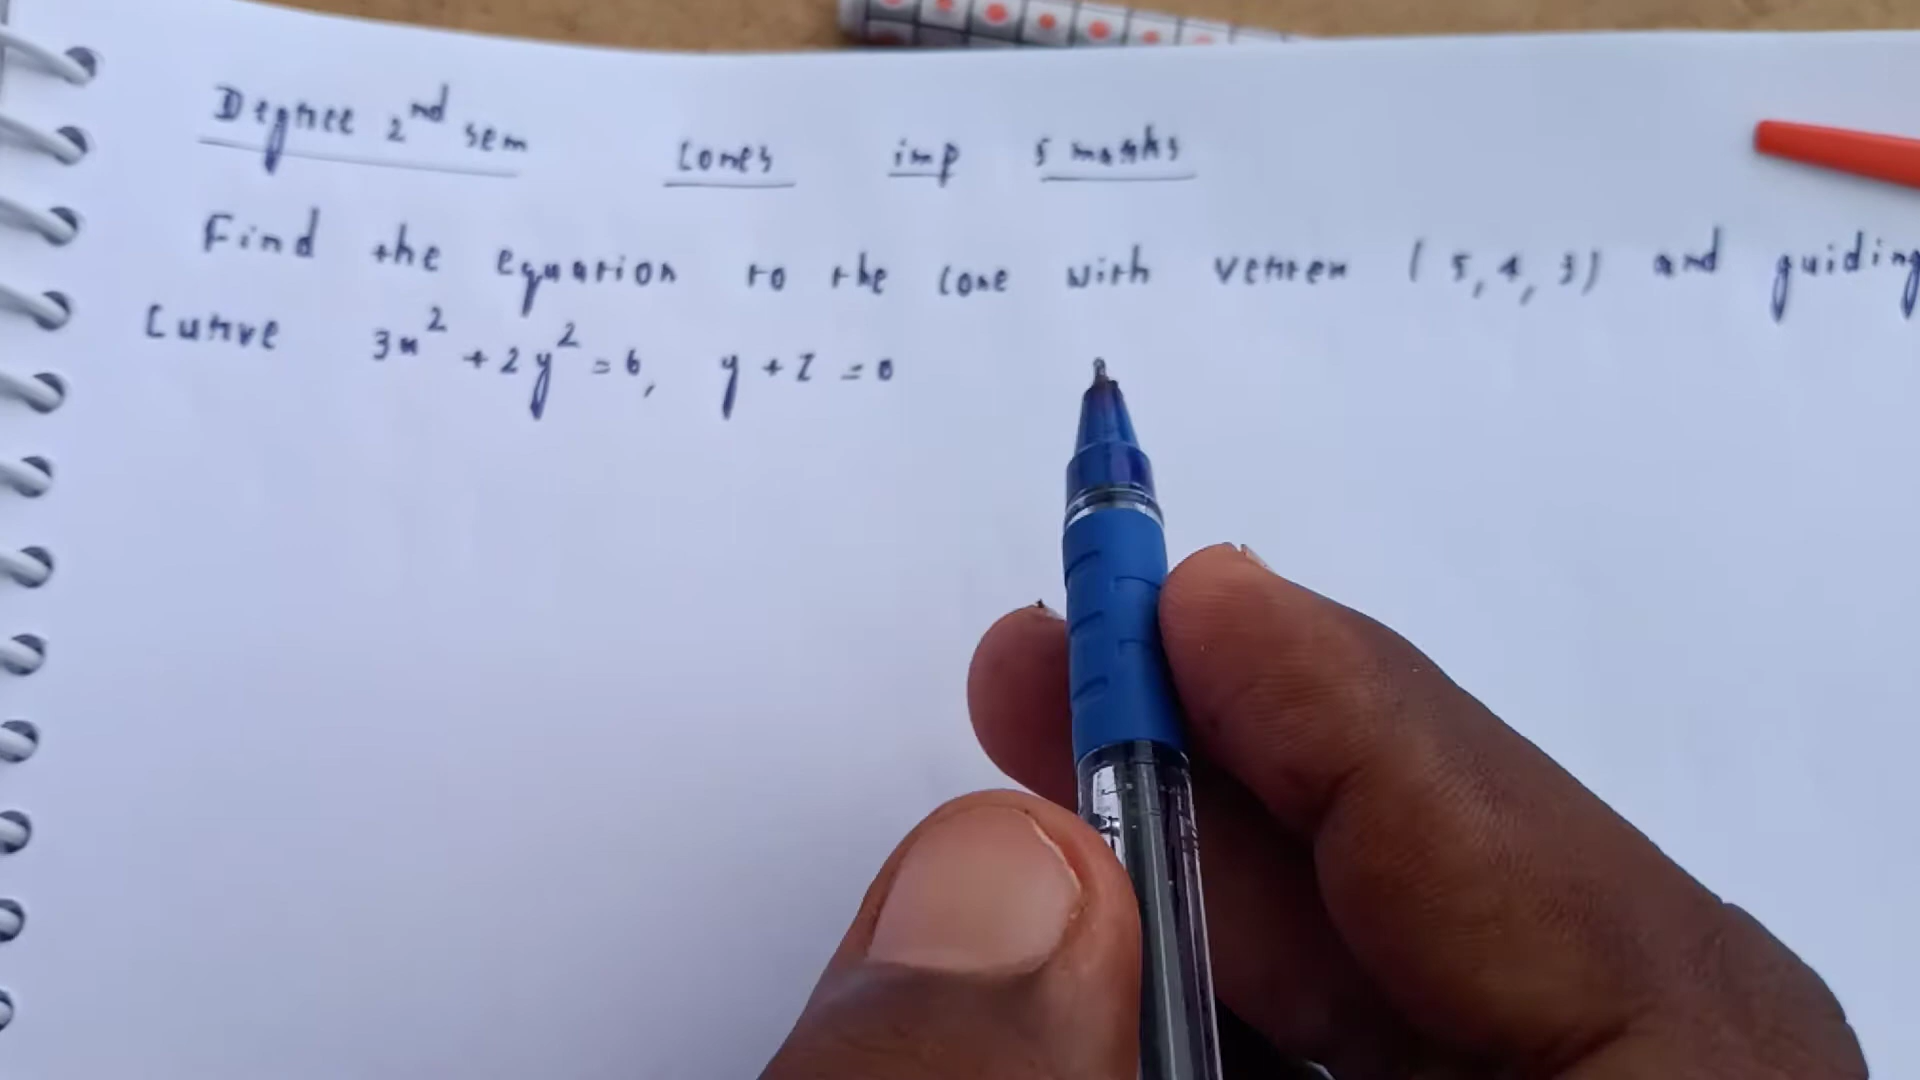 Degree 2nd sem Cones imp 5 marks
Find the equation to the cone with vertex (5,4,3) and guiding
Curve 3x² + 2y² = 6, y + z = 0